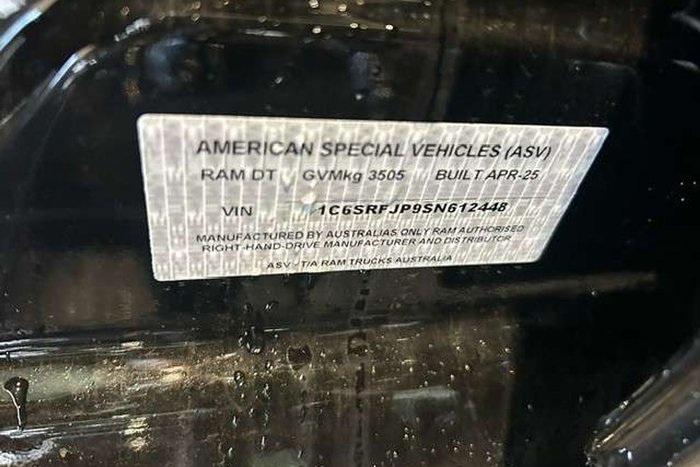 AMERICAN SPECIAL VEHICLES (ASV)
RAM DT GVMkg 3505 BUILT APR-25
VIN 1C6SRFJP9SN612448
MANUFACTURED BY AUSTRALIAS ONLY RAM AUTHORISED
RIGHT-HAND-DRIVE MANUFACTURER AND DISTRIBUTOR
ASV - T/A RAM TRUCKS AUSTRALIA